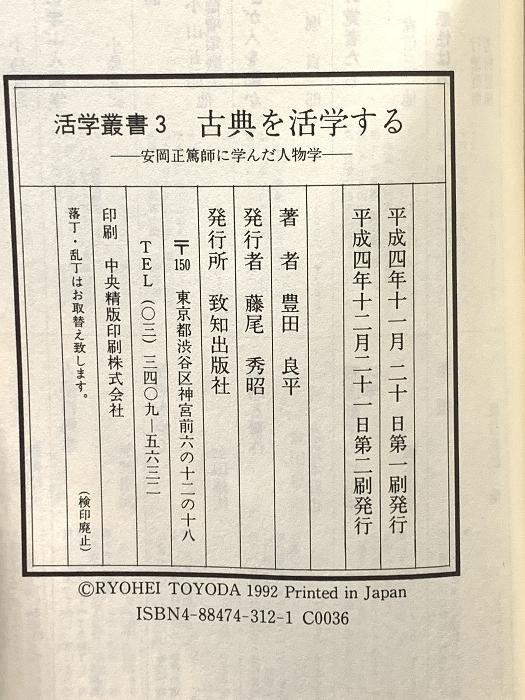 活学叢書3 古典を活学する
──安岡正篤師に学んだ人物学──
平成四年十一月二十日第一刷発行
平成四年十二月二十一日第二刷発行
著者 豊田良平
発行者 藤尾秀昭
発行所 致知出版社
〒150 東京都渋谷区神宮前六の十二の十八
TEL(〇三)三四〇九―五六三二
印刷 中央精版印刷株式会社
落丁・乱丁はお取替え致します。 (検印廃止)
©RYOHEI TOYODA 1992 Printed in Japan
ISBN4-88474-312-1 C0036